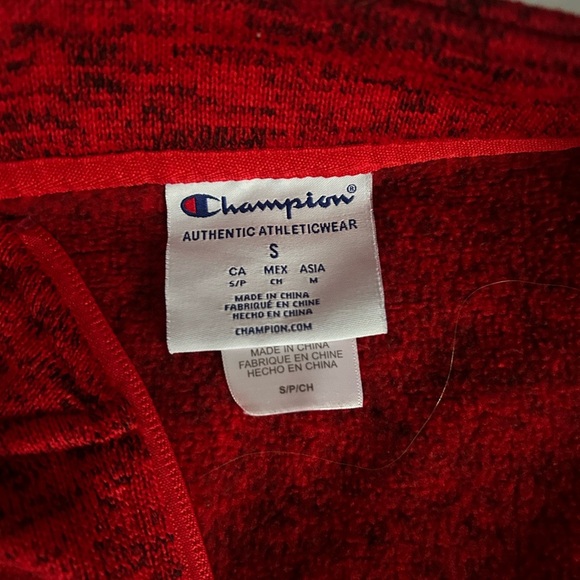 Champion®
AUTHENTIC ATHLETICWEAR
S
CA MEX ASIA
S/P CH M
MADE IN CHINA
FABRIQUÉ EN CHINE
HECHO EN CHINA
CHAMPION.COM
MADE IN CHINA
FABRIQUE EN CHINE
HECHO EN CHINA
S/P/CH